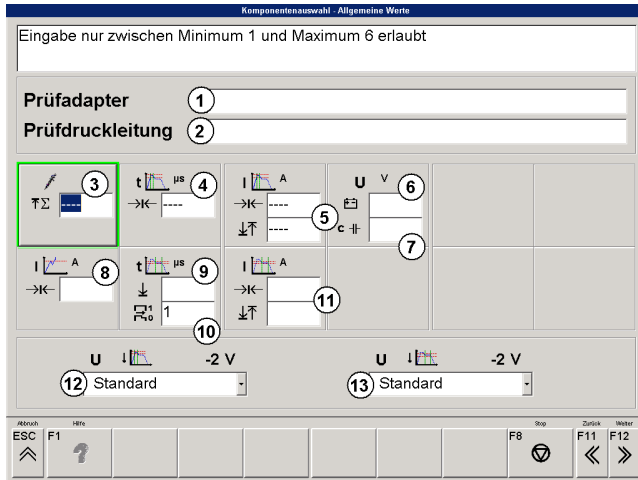 Komponentenauswahl - Allgemeine Werte
Eingabe nur zwischen Minimum 1 und Maximum 6 erlaubt
Prüfadapter 1
Prüfdruckleitung 2
3
Σ ----
t µs 4
----
I A
----
5
----
U V 6
c
7
I A 8
t µs 9
1 0
1
10
I A
11
U -2 V
12 Standard
U -2 V
13 Standard
Abbruch Hilfe Stop Zurück Weiter
ESC F1 F8 F11 F12